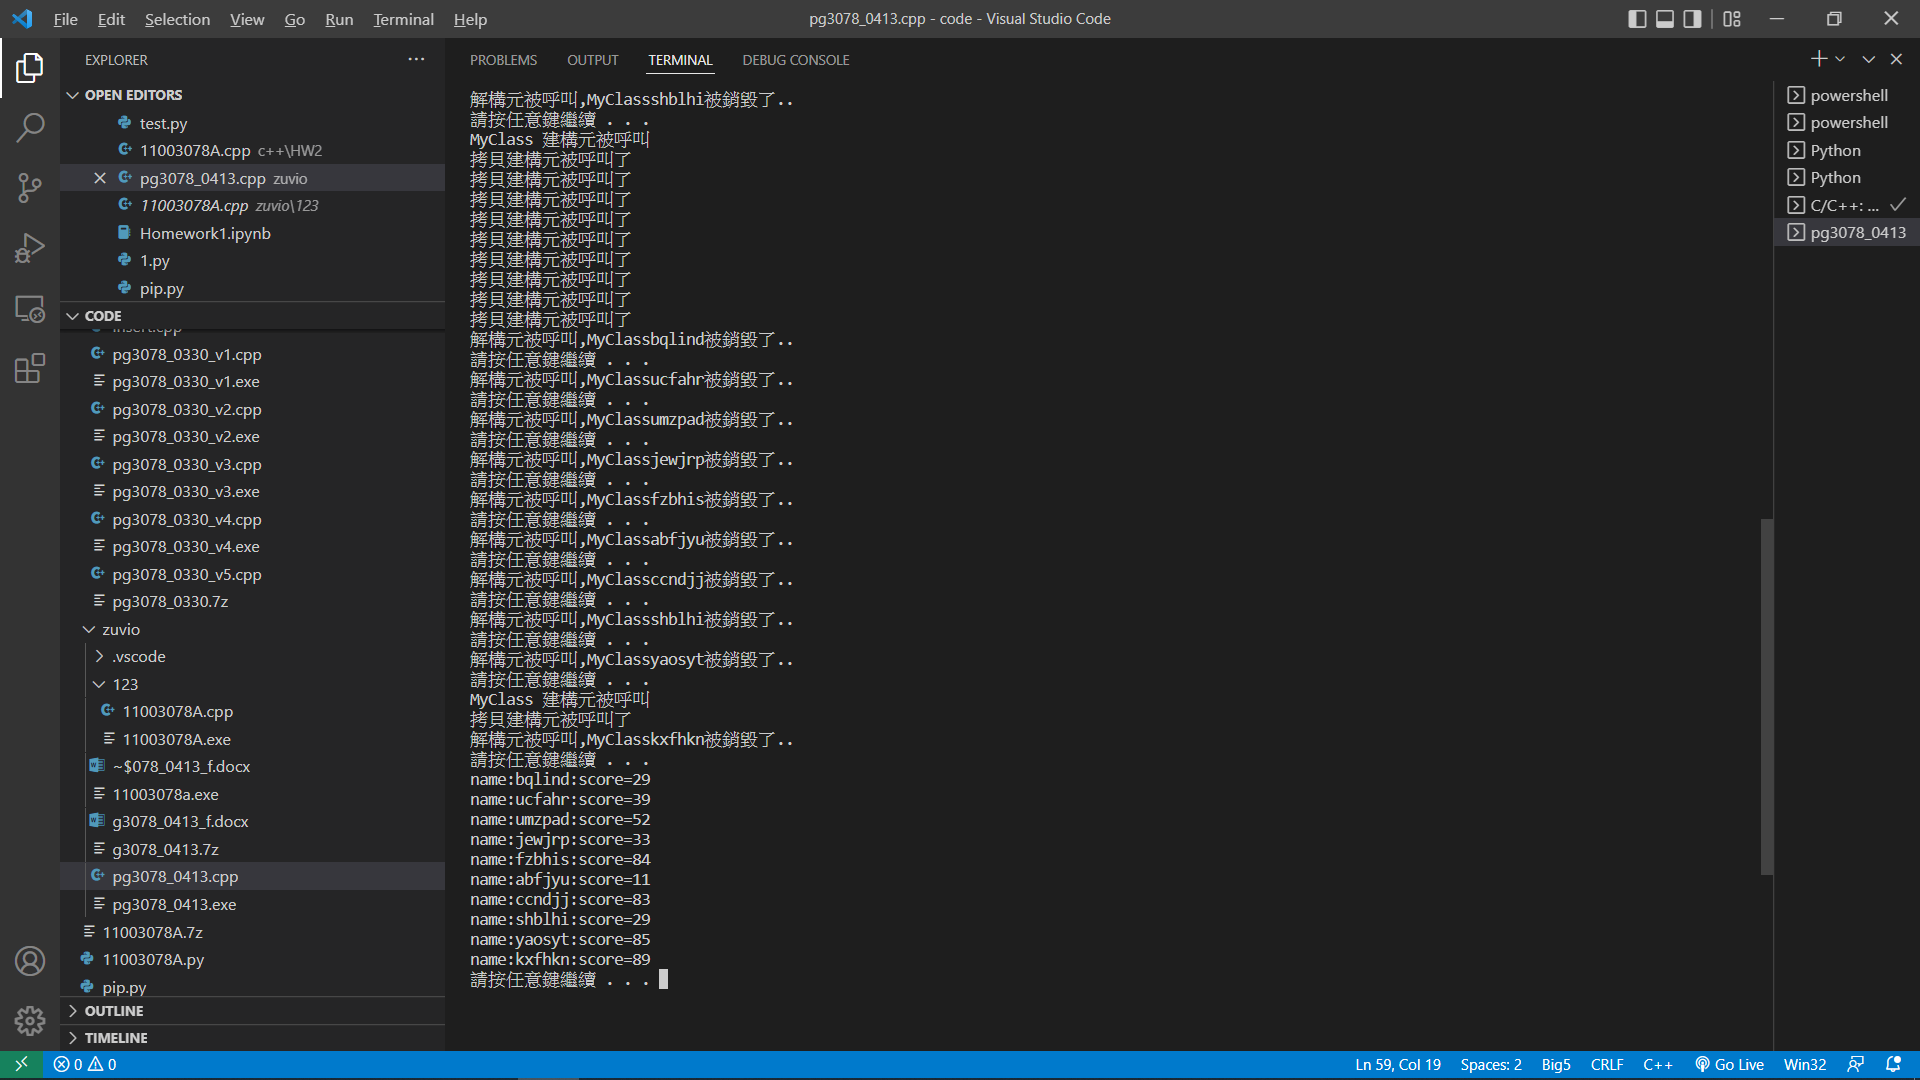 File Edit Selection View Go Run Terminal Help
pg3078_0413.cpp - code - Visual Studio Code
EXPLORER
OPEN EDITORS
test.py
11003078A.cpp c++\HW2
pg3078_0413.cpp zuvio
11003078A.cpp zuvio\123
Homework1.ipynb
1.py
pip.py
CODE
insert.cpp
pg3078_0330_v1.cpp
pg3078_0330_v1.exe
pg3078_0330_v2.cpp
pg3078_0330_v2.exe
pg3078_0330_v3.cpp
pg3078_0330_v3.exe
pg3078_0330_v4.cpp
pg3078_0330_v4.exe
pg3078_0330_v5.cpp
pg3078_0330.7z
zuvio
.vscode
123
11003078A.cpp
11003078A.exe
~$078_0413_f.docx
11003078a.exe
g3078_0413_f.docx
g3078_0413.7z
pg3078_0413.cpp
pg3078_0413.exe
11003078A.7z
11003078A.py
pip.py
OUTLINE
TIMELINE
PROBLEMS OUTPUT TERMINAL DEBUG CONSOLE
解構元被呼叫,MyClassshblhi被銷毀了..
請按任意鍵繼續 . . .
MyClass 建構元被呼叫
拷貝建構元被呼叫了
拷貝建構元被呼叫了
拷貝建構元被呼叫了
拷貝建構元被呼叫了
拷貝建構元被呼叫了
拷貝建構元被呼叫了
拷貝建構元被呼叫了
拷貝建構元被呼叫了
拷貝建構元被呼叫了
解構元被呼叫,MyClassbqlind被銷毀了..
請按任意鍵繼續 . . .
解構元被呼叫,MyClassucfahr被銷毀了..
請按任意鍵繼續 . . .
解構元被呼叫,MyClassumzpad被銷毀了..
請按任意鍵繼續 . . .
解構元被呼叫,MyClassjewjrp被銷毀了..
請按任意鍵繼續 . . .
解構元被呼叫,MyClassfzbhis被銷毀了..
請按任意鍵繼續 . . .
解構元被呼叫,MyClassabfjyu被銷毀了..
請按任意鍵繼續 . . .
解構元被呼叫,MyClassccndjj被銷毀了..
請按任意鍵繼續 . . .
解構元被呼叫,MyClassshblhi被銷毀了..
請按任意鍵繼續 . . .
解構元被呼叫,MyClassyaosyt被銷毀了..
請按任意鍵繼續 . . .
MyClass 建構元被呼叫
拷貝建構元被呼叫了
解構元被呼叫,MyClasskxfhkn被銷毀了..
請按任意鍵繼續 . . .
name:bqlind:score=29
name:ucfahr:score=39
name:umzpad:score=52
name:jewjrp:score=33
name:fzbhis:score=84
name:abfjyu:score=11
name:ccndjj:score=83
name:shblhi:score=29
name:yaosyt:score=85
name:kxfhkn:score=89
請按任意鍵繼續 . . .
powershell
powershell
Python
Python
C/C++: ...
pg3078_0413
0 0
Ln 59, Col 19 Spaces: 2 Big5 CRLF C++ Go Live Win32